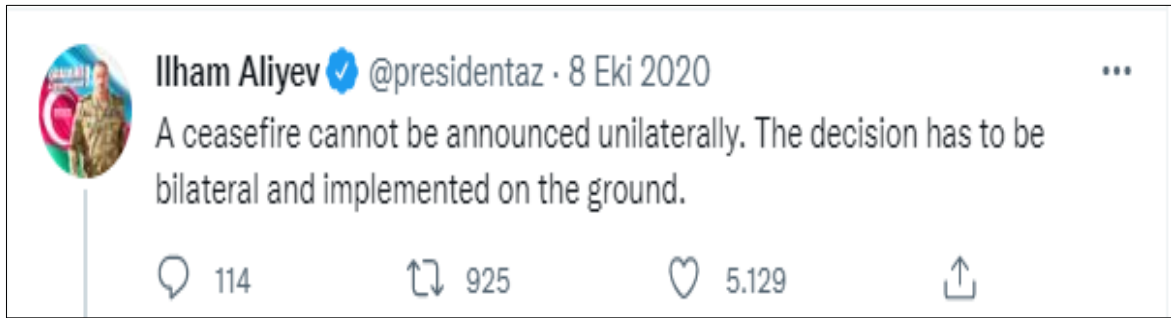 Ilham Aliyev @presidentaz · 8 Eki 2020
A ceasefire cannot be announced unilaterally. The decision has to be
bilateral and implemented on the ground.
114 925 5.129